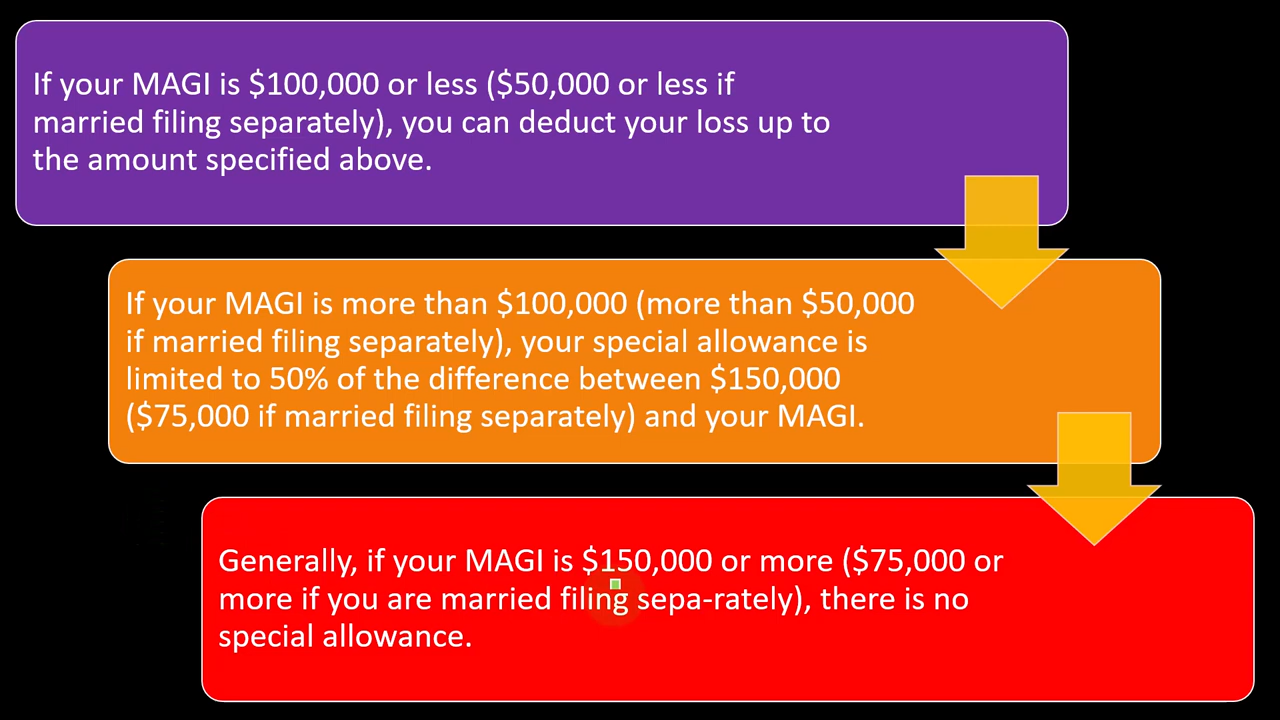 If your MAGI is $100,000 or less ($50,000 or less if
married filing separately), you can deduct your loss up to
the amount specified above.
If your MAGI is more than $100,000 (more than $50,000
if married filing separately), your special allowance is
limited to 50% of the difference between $150,000
($75,000 if married filing separately) and your MAGI.
Generally, if your MAGI is $150,000 or more ($75,000 or
more if you are married filing sepa-rately), there is no
special allowance.